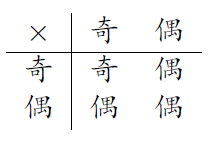 × 奇 偶
奇 奇 偶
偶 偶 偶